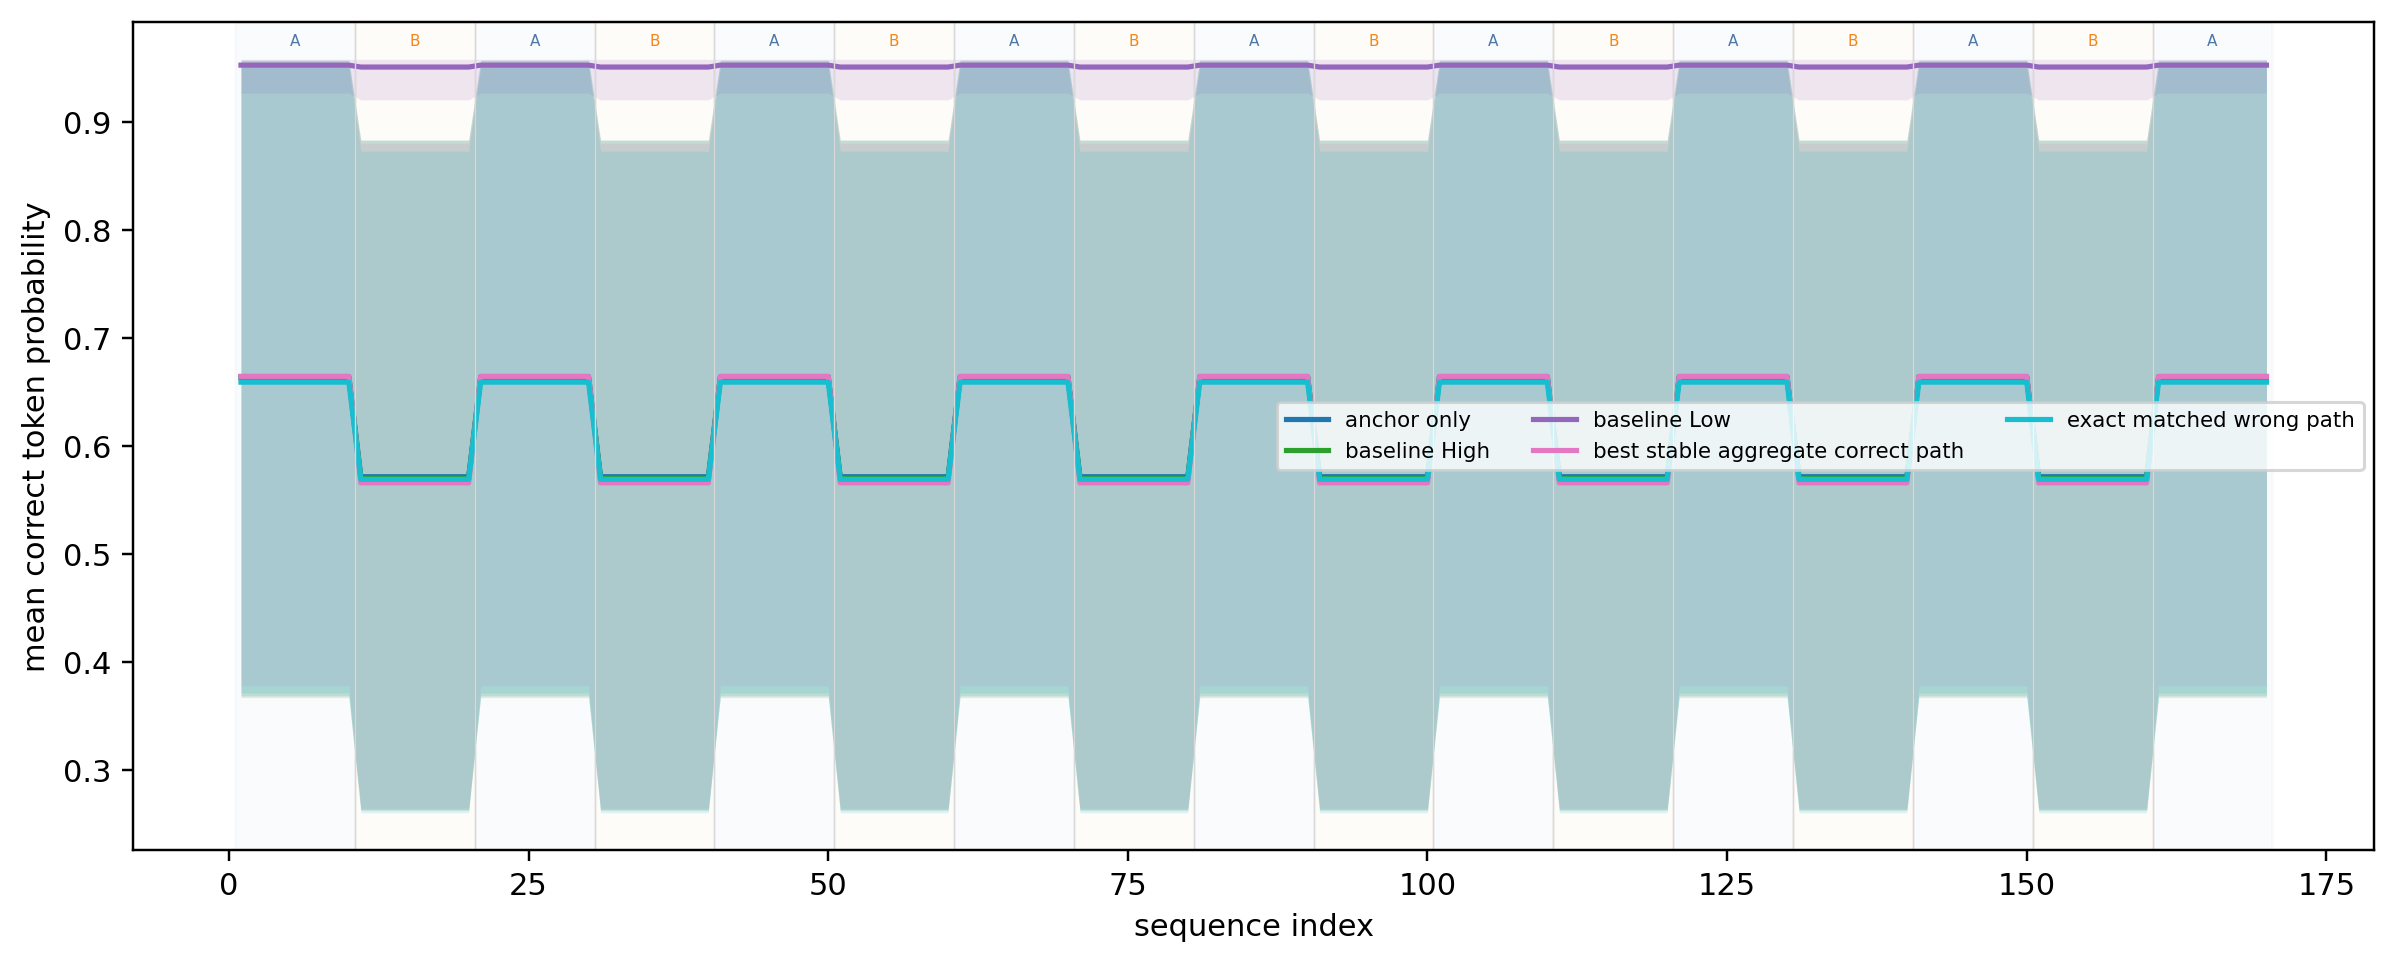 A B A B A B A B A B A B A B A B A
mean correct token probability
0.9
0.8
0.7
0.6
0.5
0.4
0.3
anchor only
baseline High
baseline Low
best stable aggregate correct path
exact matched wrong path
0 25 50 75 100 125 150 175
sequence index